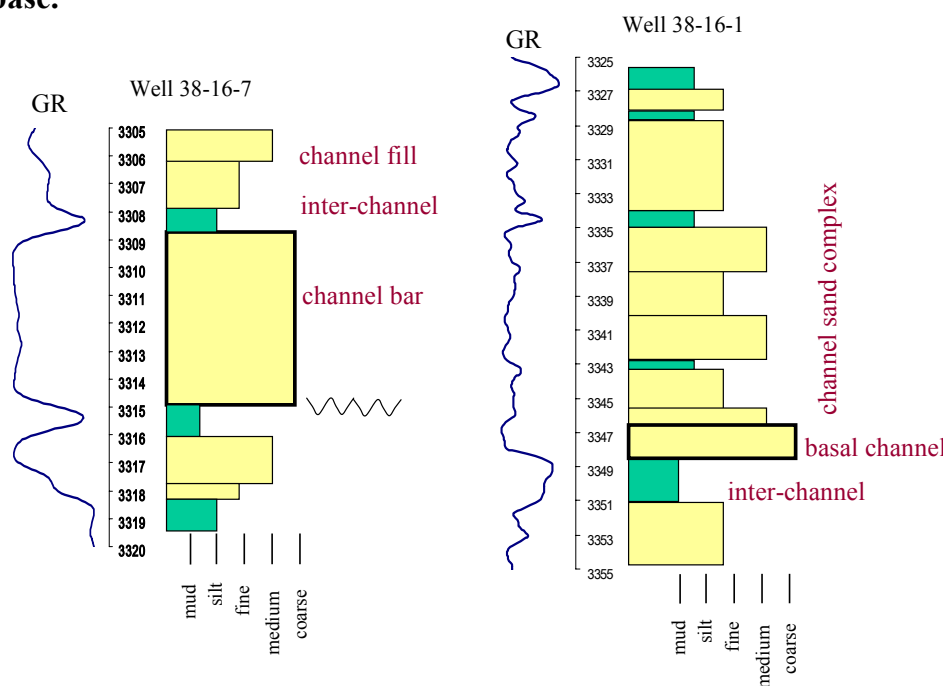 base.
Well 38-16-7
GR
3305
3306
3307
3308
3309
3310
3311
3312
3313
3314
3315
3316
3317
3318
3319
3320
channel fill
inter-channel
channel bar
mud
silt
fine
medium
coarse
Well 38-16-1
GR
3325
3327
3329
3331
3333
3335
3337
3339
3341
3343
3345
3347
3349
3351
3353
3355
channel sand complex
basal channel
inter-channel
mud
silt
fine
medium
coarse